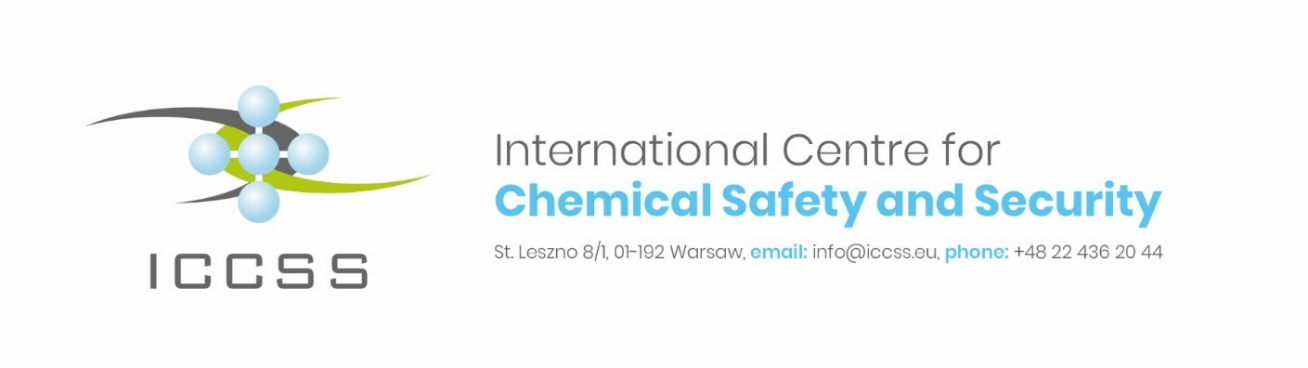 ICCSS
International Centre for
Chemical Safety and Security
St. Leszno 8/1, 01-192 Warsaw, email: info@iccss.eu, phone: +48 22 436 20 44